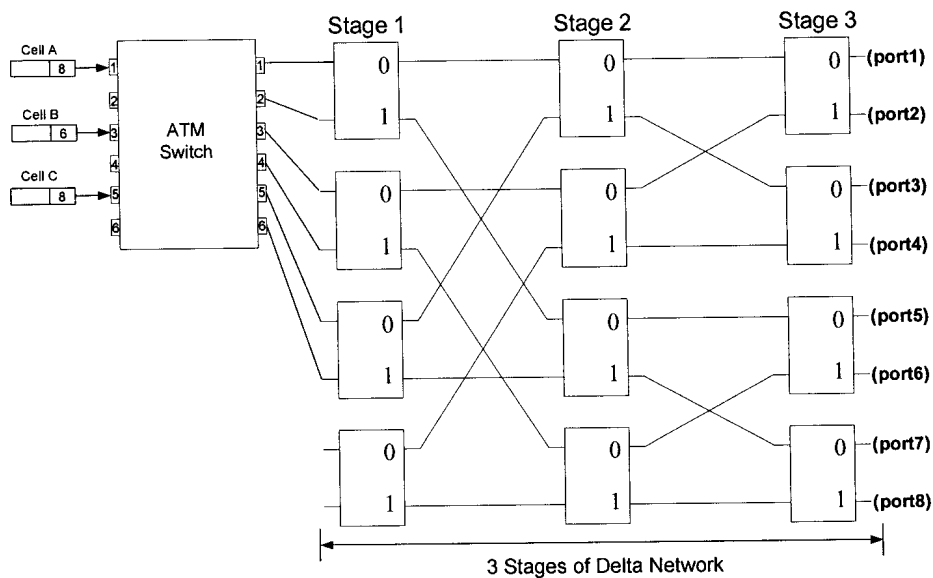 Stage 1
Stage 2
Stage 3
Cell A
8
1
2
Cell B
6
3
4
Cell C
8
5
6
ATM
Switch
1
2
3
4
5
6
0
1
0
1
0
1
0
1
0
1
0
1
0
1
0
1
0
1
0
1
0
1
0
1
(port1)
(port2)
(port3)
(port4)
(port5)
(port6)
(port7)
(port8)
3 Stages of Delta Network